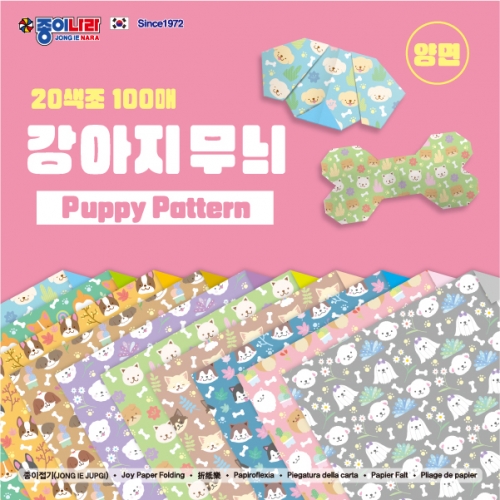 종이나라
JONG IE NARA
Since1972
양면
20색조 100매
강아지 무늬
Puppy Pattern
종이접기(JONG IE JUPGI) • Joy Paper Folding • 折紙樂 • Papiroflexia • Piegatura della carta • Papier Falt • Pliage de papier